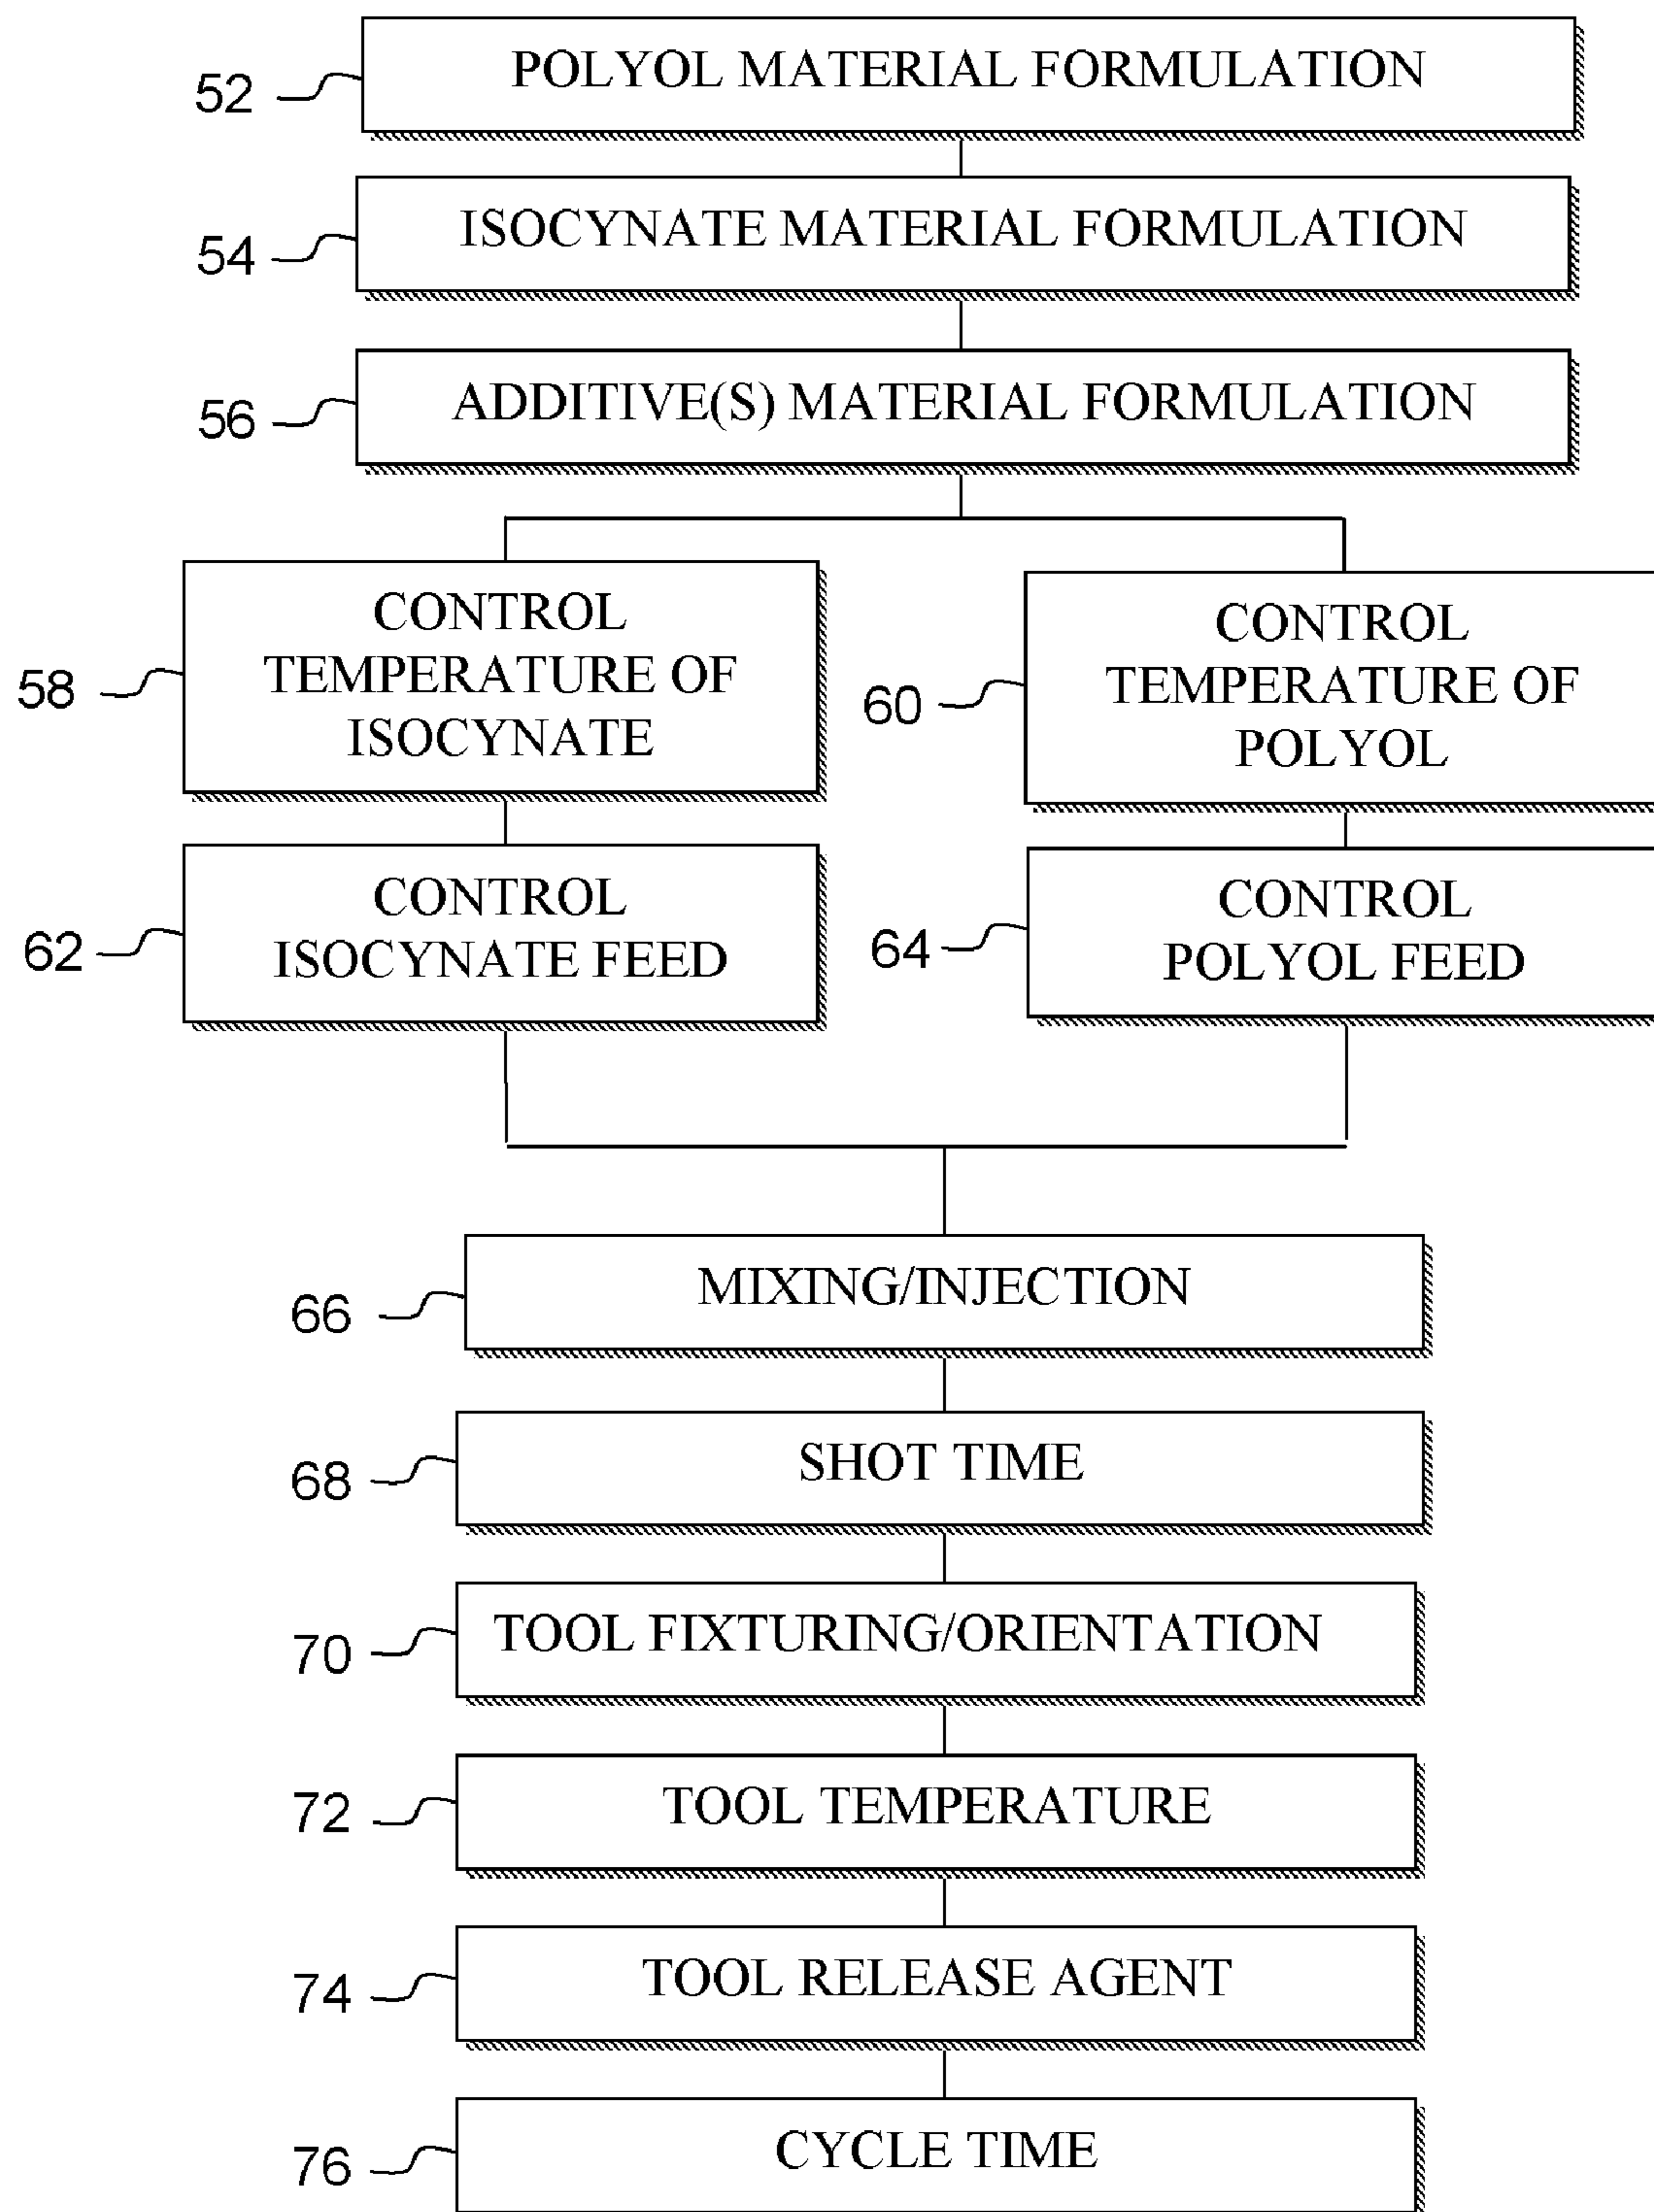 52
POLYOL MATERIAL FORMULATION
54
ISOCYNATE MATERIAL FORMULATION
56
ADDITIVE(S) MATERIAL FORMULATION
58
CONTROL
TEMPERATURE OF
ISOCYNATE
60
CONTROL
TEMPERATURE OF
POLYOL
62
CONTROL
ISOCYNATE FEED
64
CONTROL
POLYOL FEED
66
MIXING/INJECTION
68
SHOT TIME
70
TOOL FIXTURING/ORIENTATION
72
TOOL TEMPERATURE
74
TOOL RELEASE AGENT
76
CYCLE TIME